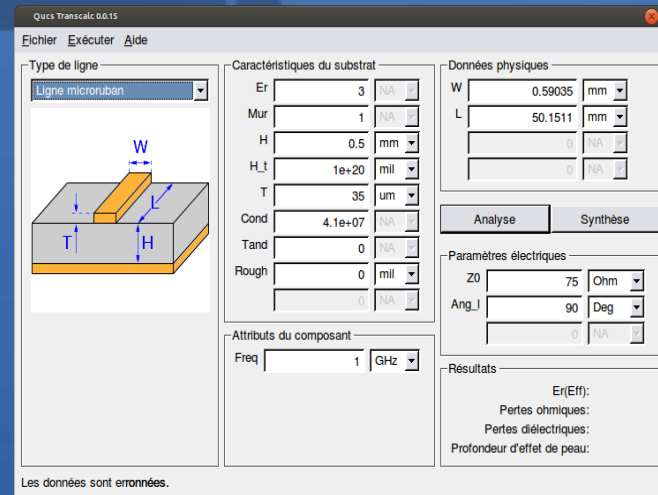 Qucs Transcalc 0.0.15
Fichier Exécuter Aide
Type de ligne
Ligne microruban
W
L
T
H
Caractéristiques du substrat
Er 3 NA
Mur 1 NA
H 0.5 mm
H_t 1e+20 mil
T 35 um
Cond 4.1e+07 NA
Tand 0 NA
Rough 0 mil
0 NA
Attributs du composant
Freq 1 GHz
Données physiques
W 0.59035 mm
L 50.1511 mm
0 NA
0 NA
Analyse Synthèse
Paramètres électriques
Z0 75 Ohm
Ang_l 90 Deg
0 NA
Résultats
Er(Eff):
Pertes ohmiques:
Pertes diélectriques:
Profondeur d'effet de peau:
Les données sont erronnées.